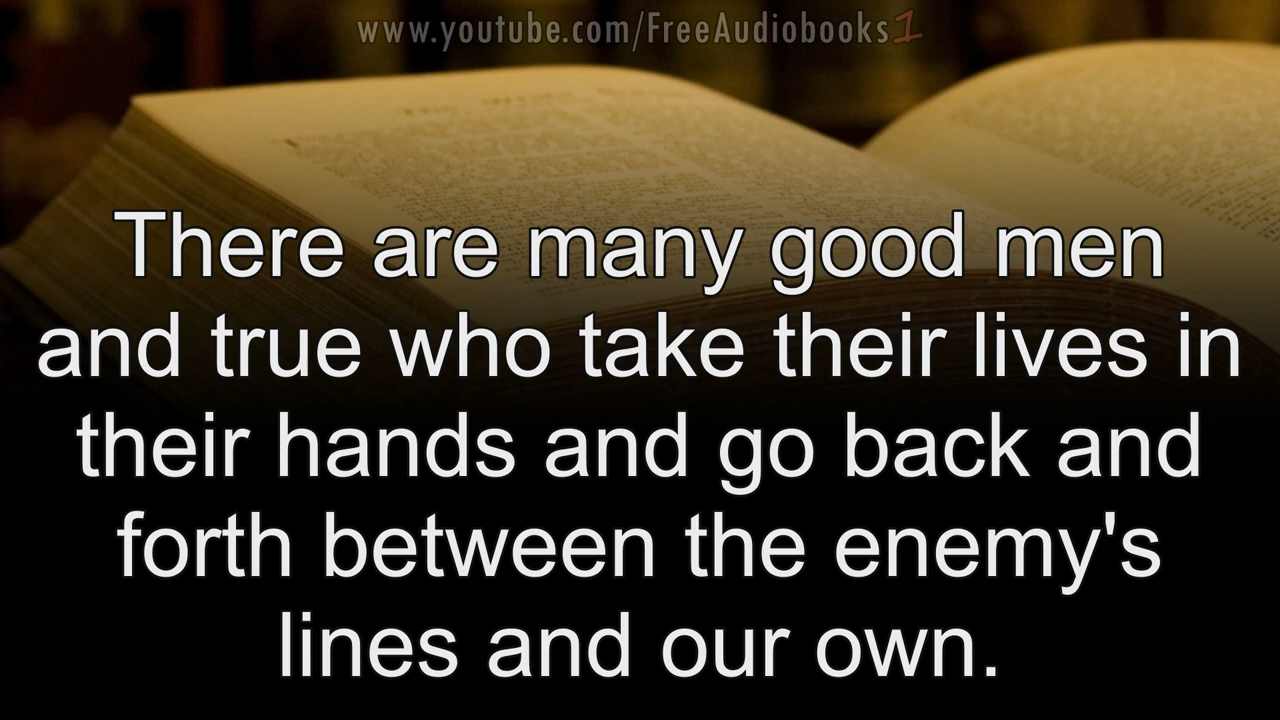 www.youtube.com/FreeAudiobooks1
There are many good men
and true who take their lives in
their hands and go back and
forth between the enemy's
lines and our own.